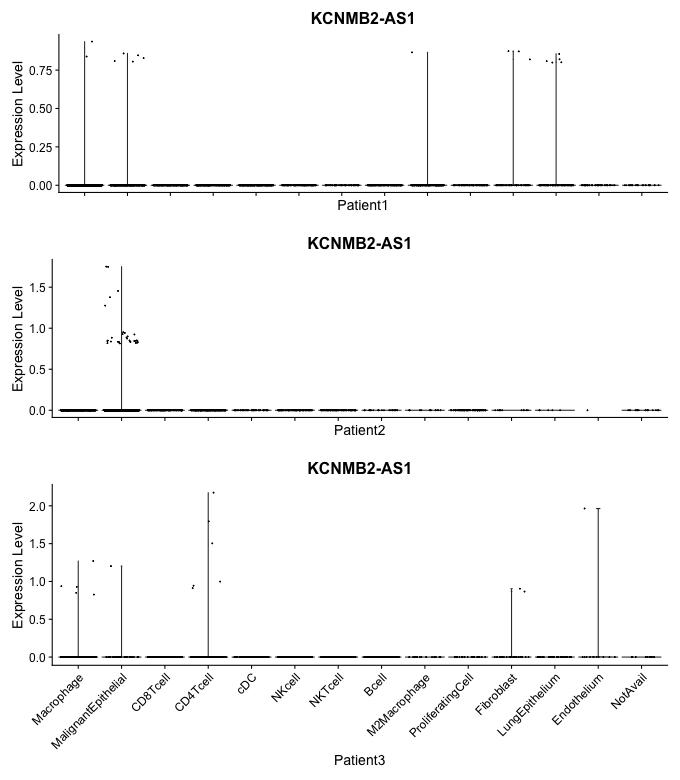 KCNMB2-AS1
Expression Level
0.75
0.50
0.25
0.00
Patient1
KCNMB2-AS1
Expression Level
1.5
1.0
0.5
0.0
Patient2
KCNMB2-AS1
Expression Level
2.0
1.5
1.0
0.5
0.0
Macrophage
MalignantEpithelial
CD8Tcell
CD4Tcell
cDC
NKcell
NKTcell
Bcell
M2Macrophage
ProliferatingCell
Fibroblast
LungEpithelium
Endothelium
NotAvail
Patient3